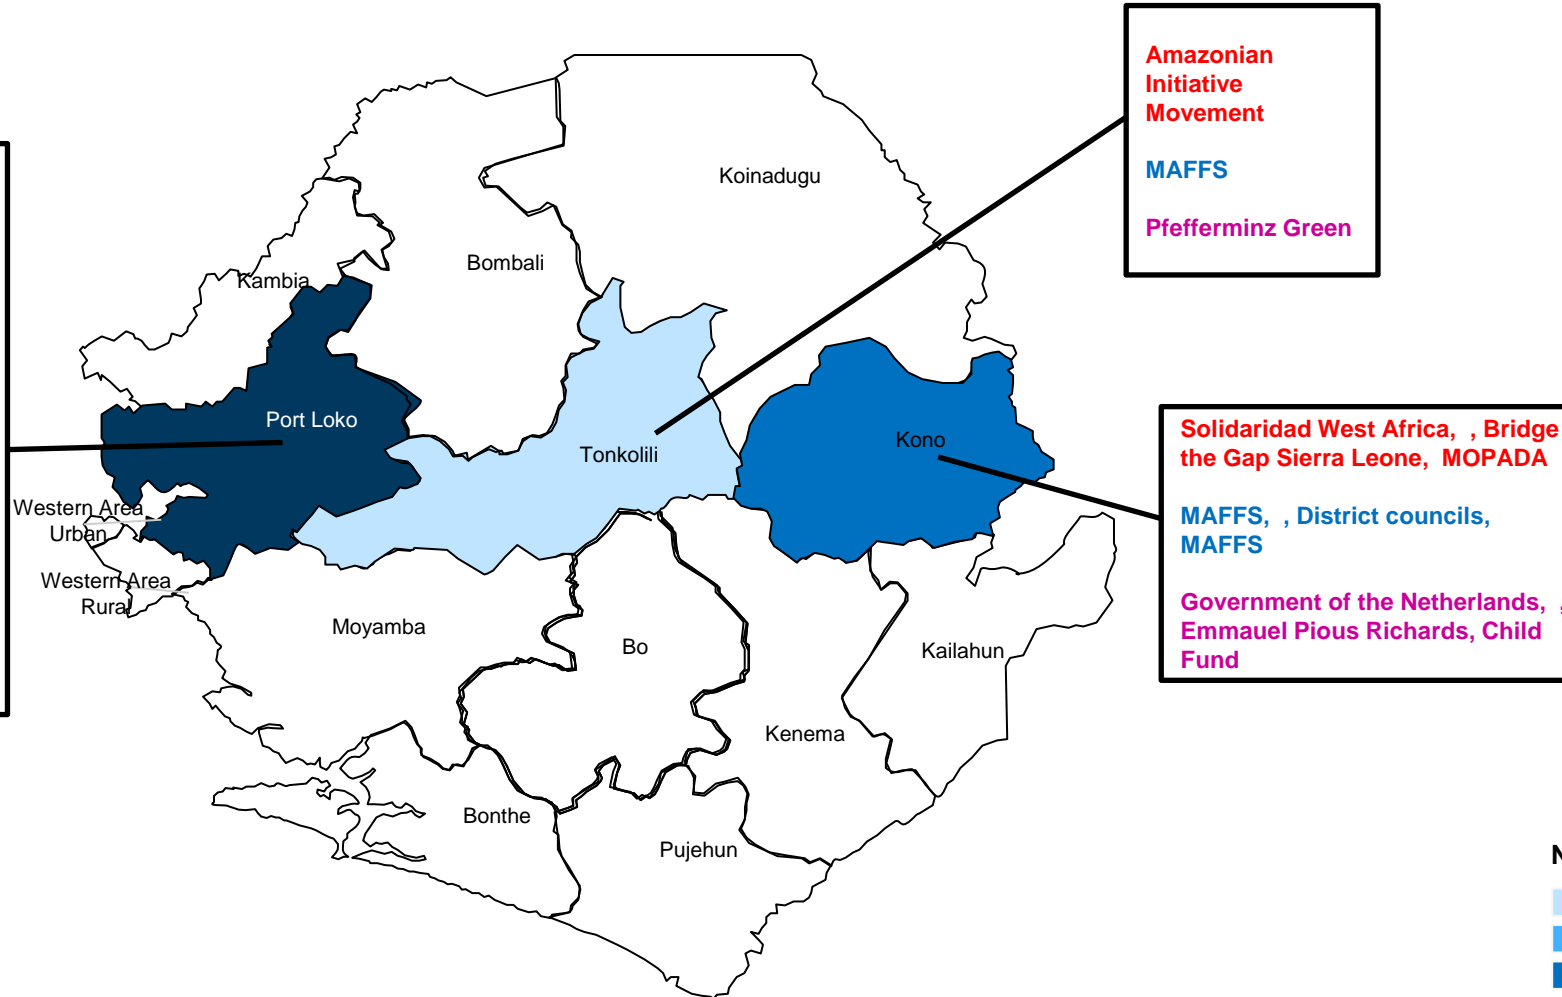 Amazonian
Initiative
Movement
MAFFS
Pfefferminz Green
Koinadugu
Bombali
Kambia
Port Loko
Tonkolili
Kono
Solidaridad West Africa,  , Bridge
the Gap Sierra Leone,  MOPADA
MAFFS,  , District councils,
MAFFS
Government of the Netherlands,  ,
Emmauel Pious Richards, Child
Fund
Western Area
Urban
Western Area
Rural
Moyamba
Bo
Kailahun
Kenema
Bonthe
Pujehun
N